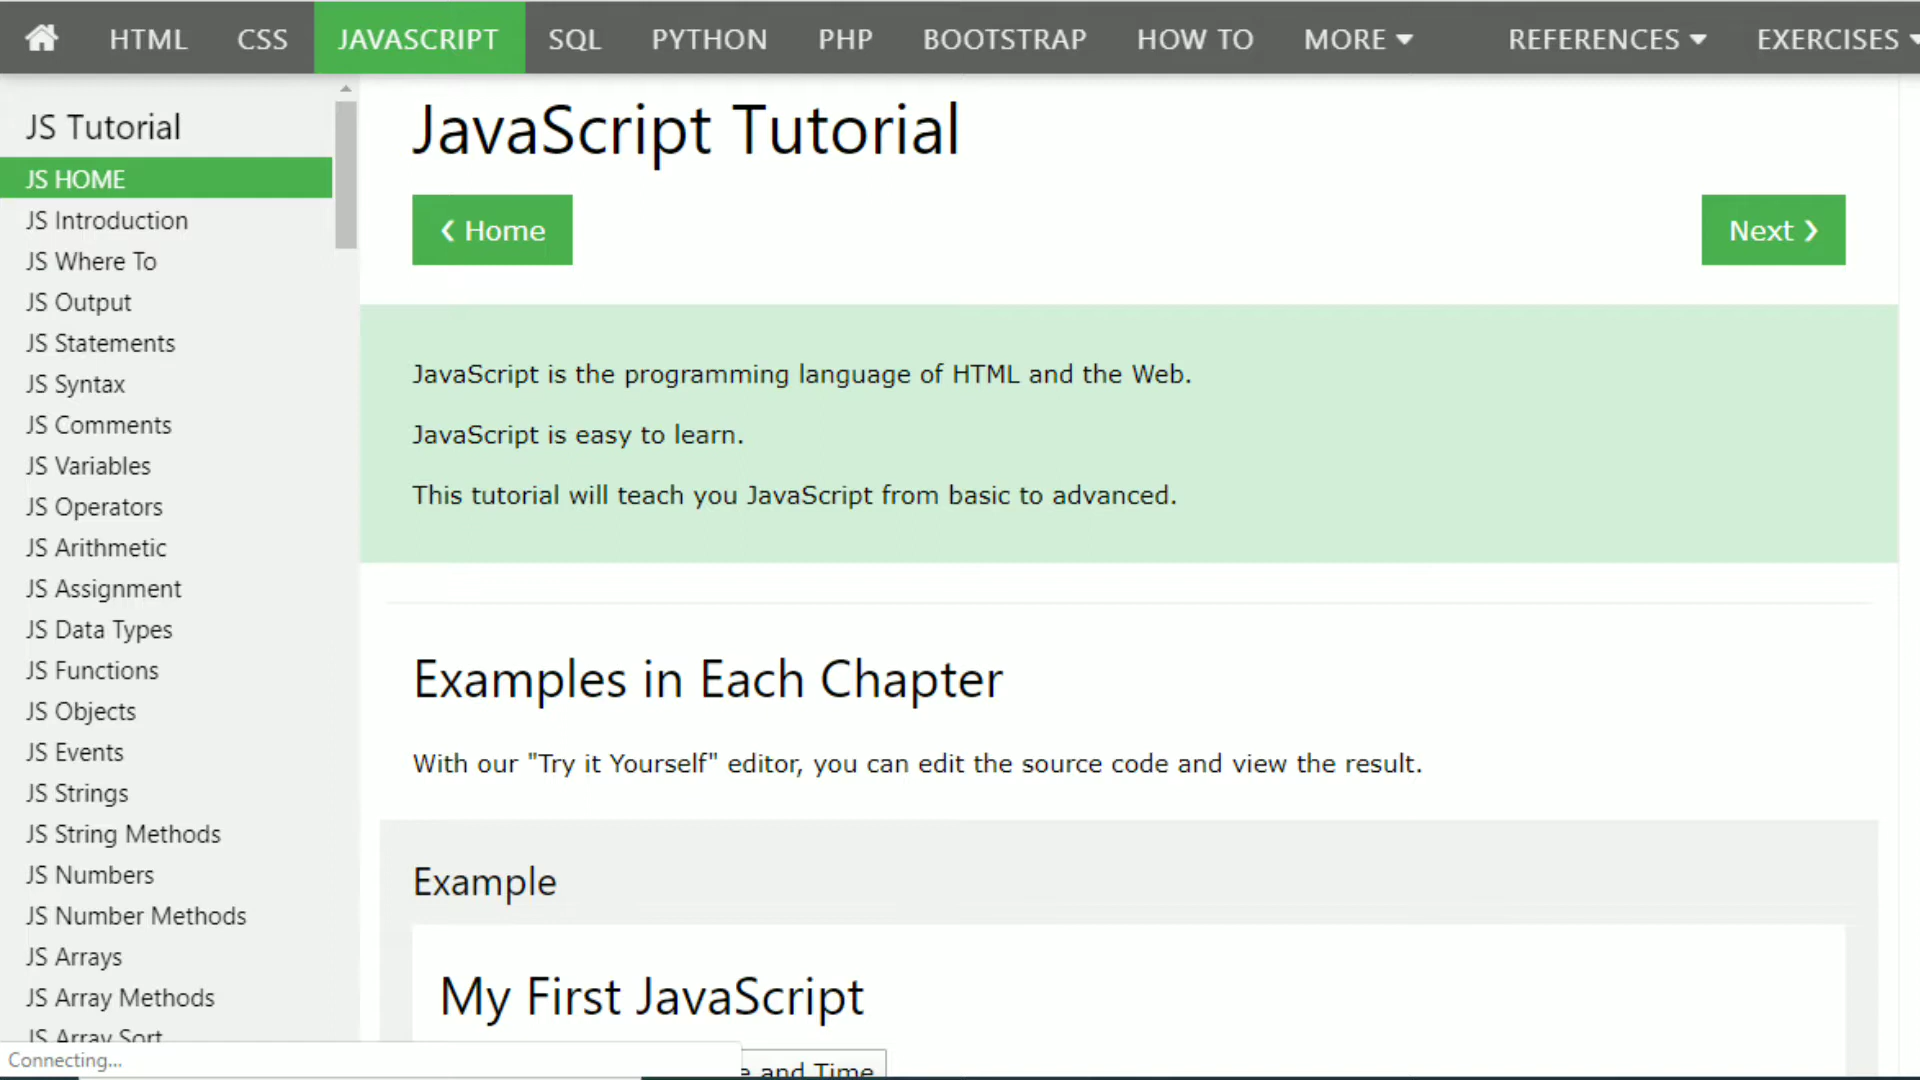 HTML CSS JAVASCRIPT SQL PYTHON PHP BOOTSTRAP HOW TO MORE REFERENCES EXERCISES
JS Tutorial
JS HOME
JS Introduction
JS Where To
JS Output
JS Statements
JS Syntax
JS Comments
JS Variables
JS Operators
JS Arithmetic
JS Assignment
JS Data Types
JS Functions
JS Objects
JS Events
JS Strings
JS String Methods
JS Numbers
JS Number Methods
JS Arrays
JS Array Methods
JS Array Sort
Connecting...
JavaScript Tutorial
❮ Home
Next ❯
JavaScript is the programming language of HTML and the Web.
JavaScript is easy to learn.
This tutorial will teach you JavaScript from basic to advanced.
Examples in Each Chapter
With our "Try it Yourself" editor, you can edit the source code and view the result.
Example
My First JavaScript
and Time